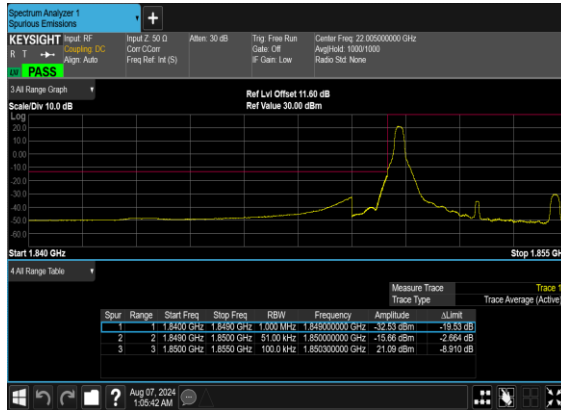 Spectrum Analyzer 1
Spurious Emissions
KEYSIGHT
R T
PASS
Input: RF
Coupling: DC
Align: Auto
Input Z: 50 Ω
Corr CCorr
Freq Ref: Int (S)
Atten: 30 dB
Trig: Free Run
Gate: Off
IF Gain: Low
Center Freq: 22.005000000 GHz
Avg|Hold: 1000/1000
Radio Std: None
3 All Range Graph
Scale/Div 10.0 dB
Ref Lvl Offset 11.60 dB
Ref Value 30.00 dBm
Log
20.0
10.0
0.00
-10.0
-20.0
-30.0
-40.0
-50.0
-60.0
Start 1.840 GHz
Stop 1.855 GH
4 All Range Table
Measure Trace Trace 1
Trace Type Trace Average (Active)
Spur Range Start Freq Stop Freq RBW Frequency Amplitude ΔLimit
1 1 1.8400 GHz 1.8490 GHz 1.000 MHz 1.849000000 GHz -32.53 dBm -19.53 dB
2 2 1.8490 GHz 1.8500 GHz 51.00 kHz 1.850000000 GHz -15.66 dBm -2.664 dB
3 3 1.8500 GHz 1.8550 GHz 100.0 kHz 1.850300000 GHz 21.09 dBm -8.910 dB
Aug 07, 2024
1:05:42 AM